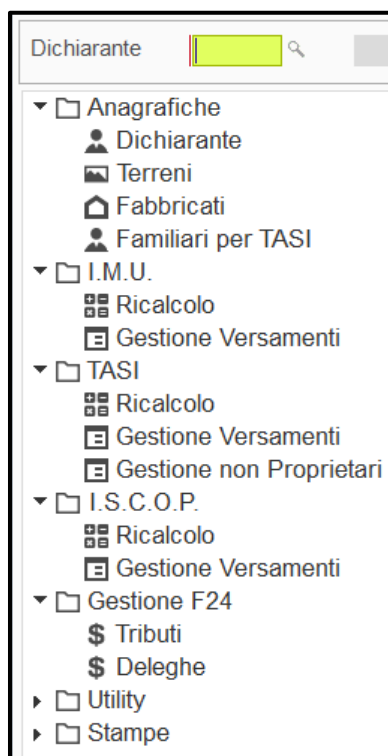 Dichiarante
Anagrafiche
Dichiarante
Terreni
Fabbricati
Familiari per TASI
I.M.U.
Ricalcolo
Gestione Versamenti
TASI
Ricalcolo
Gestione Versamenti
Gestione non Proprietari
I.S.C.O.P.
Ricalcolo
Gestione Versamenti
Gestione F24
$ Tributi
$ Deleghe
Utility
Stampe